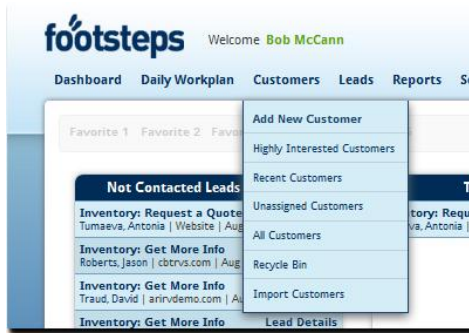 footsteps
Welcome Bob McCann
Dashboard Daily Workplan Customers Leads Reports
Favorite 1 Favorite 2
Add New Customer
Highly Interested Customers
Recent Customers
Unassigned Customers
All Customers
Recycle Bin
Import Customers
Not Contacted Leads
Inventory: Request a Quote
Tumaeva, Antonia | Website | Aug
Inventory: Get More Info
Roberts, Jason | cbtrvs.com | Aug
Inventory: Get More Info
Traud, David | arirvdemo.com |
Inventory: Get More Info Lead Details